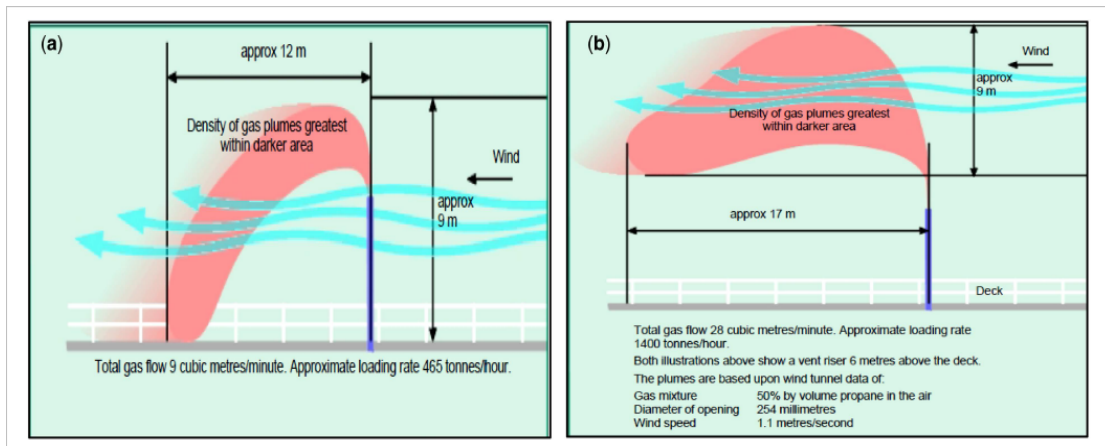 (a)
approx 12 m
Density of gas plumes greatest
within darker area
Wind
approx
9 m
Total gas flow 9 cubic metres/minute. Approximate loading rate 465 tonnes/hour.
(b)
Wind
approx
9 m
Density of gas plumes greatest
within darker area
approx 17 m
Deck
Total gas flow 28 cubic metres/minute. Approximate loading rate
1400 tonnes/hour.
Both illustrations above show a vent riser 6 metres above the deck.
The plumes are based upon wind tunnel data of:
Gas mixture 50% by volume propane in the air
Diameter of opening 254 millimetres
Wind speed 1.1 metres/second